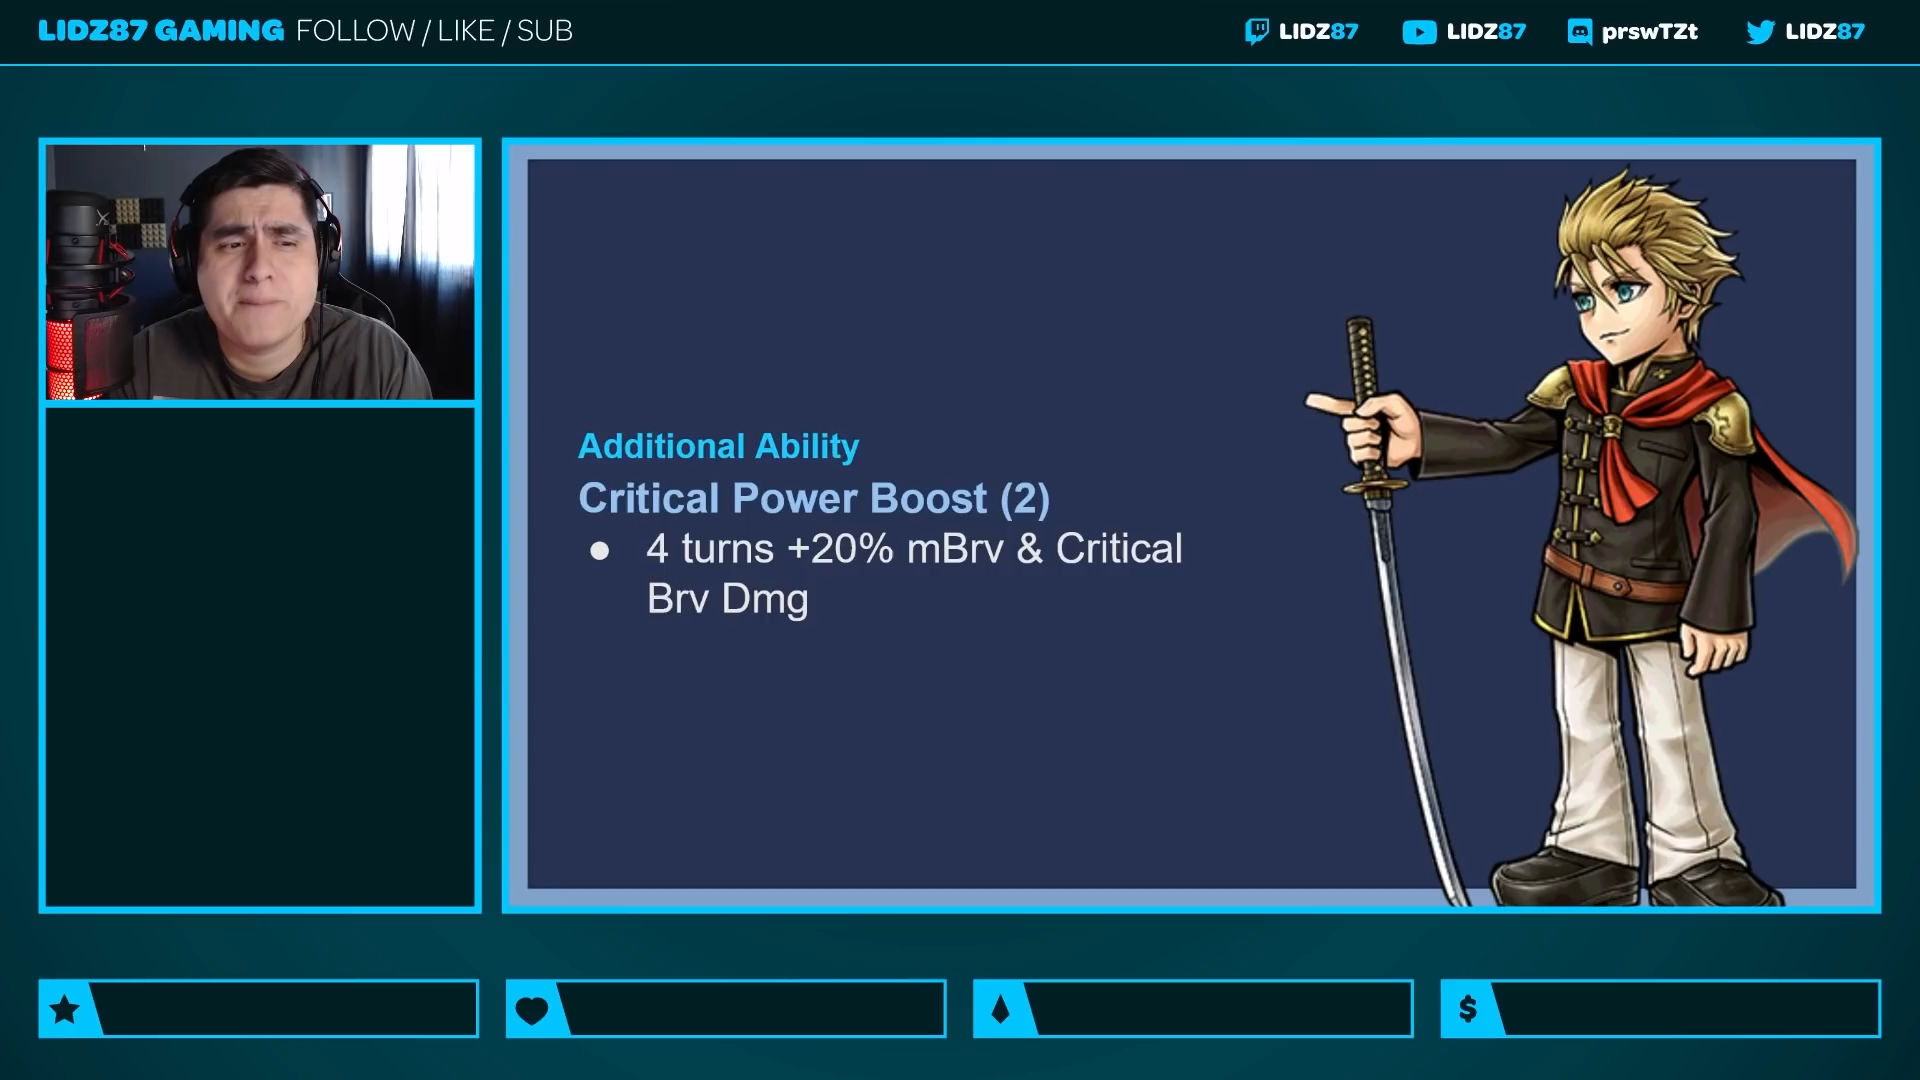 LIDZ87 GAMING FOLLOW / LIKE / SUB
LIDZ87 LIDZ87 prswTZt LIDZ87
Additional Ability
Critical Power Boost (2)
● 4 turns +20% mBrv & Critical
Brv Dmg
$